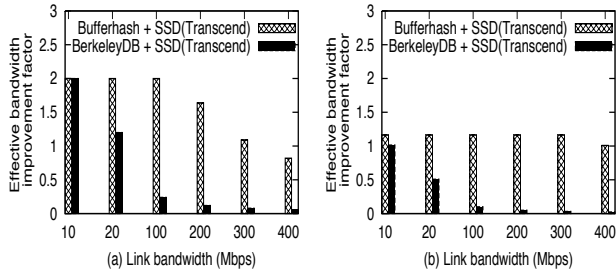 Bufferhash + SSD(Transcend)
BerkeleyDB + SSD(Transcend)
Effective bandwidth
improvement factor
3
2.5
2
1.5
1
0.5
0
10 20 100 200 300 400
(a) Link bandwidth (Mbps)
Bufferhash + SSD(Transcend)
BerkeleyDB + SSD(Transcend)
Effective bandwidth
improvement factor
3
2.5
2
1.5
1
0.5
0
10 20 100 200 300 400
(b) Link bandwidth (Mbps)